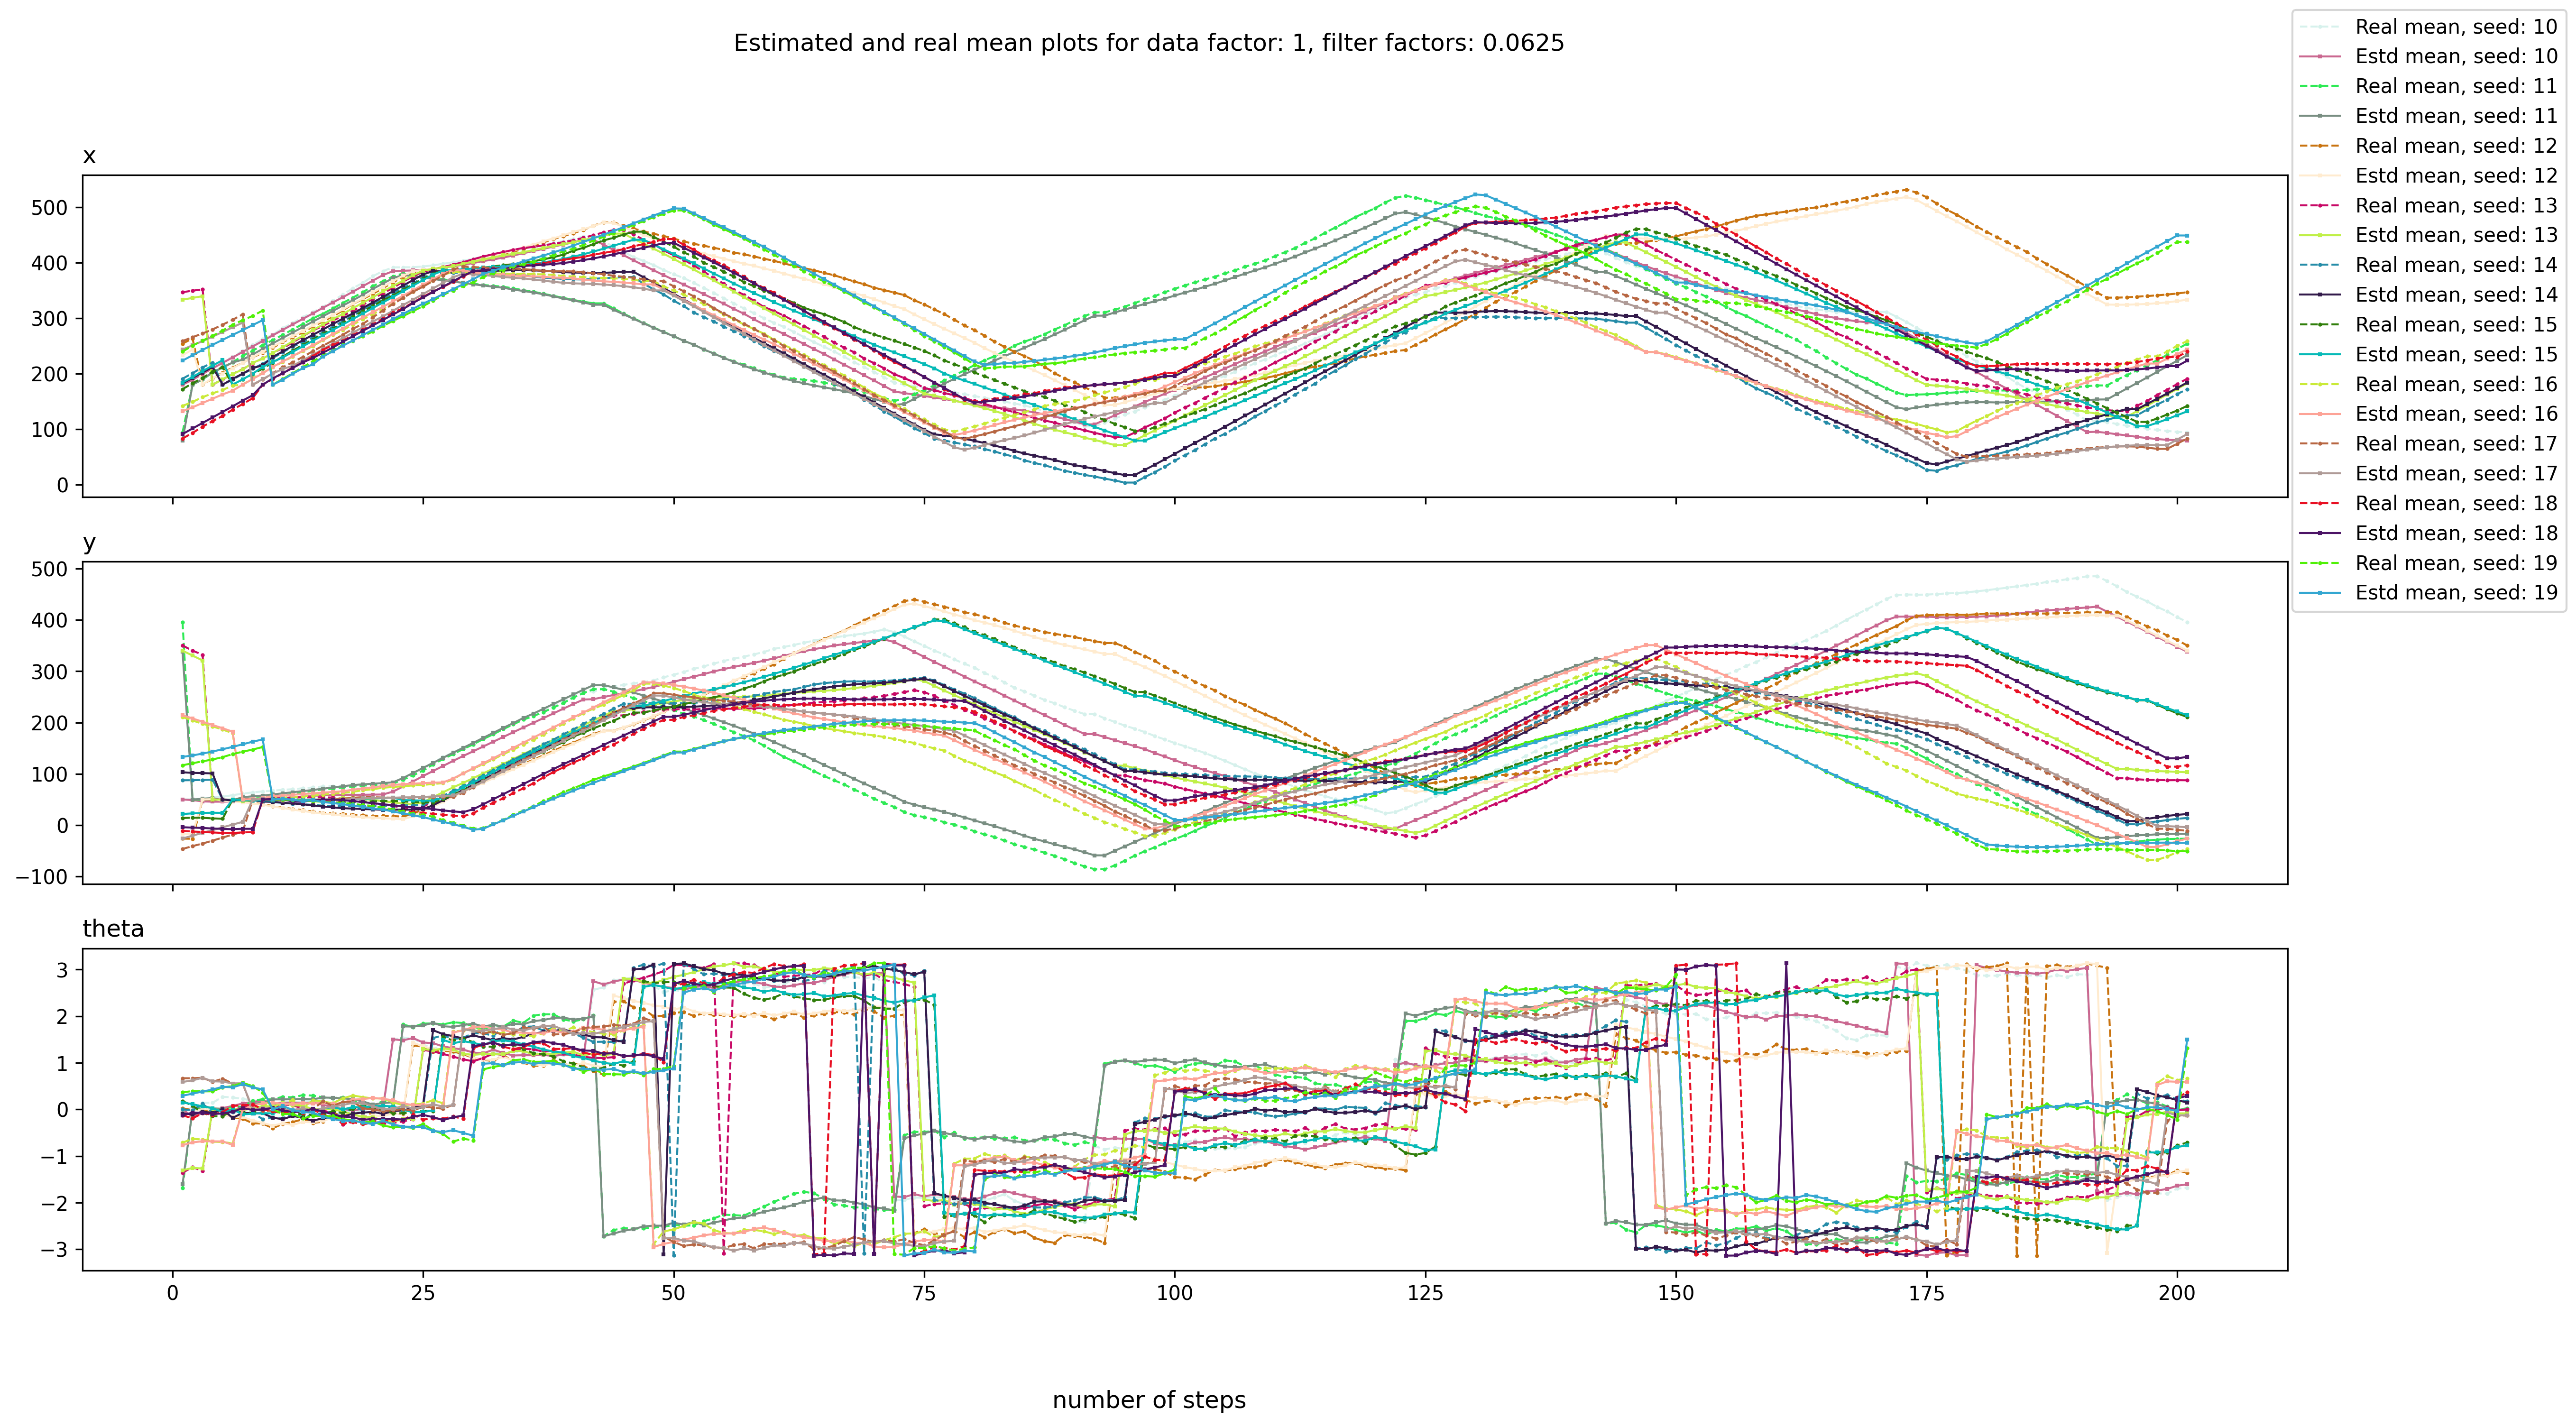 Estimated and real mean plots for data factor: 1, filter factors: 0.0625
Real mean, seed: 10
Estd mean, seed: 10
Real mean, seed: 11
Estd mean, seed: 11
Real mean, seed: 12
Estd mean, seed: 12
Real mean, seed: 13
Estd mean, seed: 13
Real mean, seed: 14
Estd mean, seed: 14
Real mean, seed: 15
Estd mean, seed: 15
Real mean, seed: 16
Estd mean, seed: 16
Real mean, seed: 17
Estd mean, seed: 17
Real mean, seed: 18
Estd mean, seed: 18
Real mean, seed: 19
Estd mean, seed: 19
x
500
400
300
200
100
0
y
500
400
300
200
100
0
−100
theta
3
2
1
0
−1
−2
−3
0 25 50 75 100 125 150 175 200
number of steps